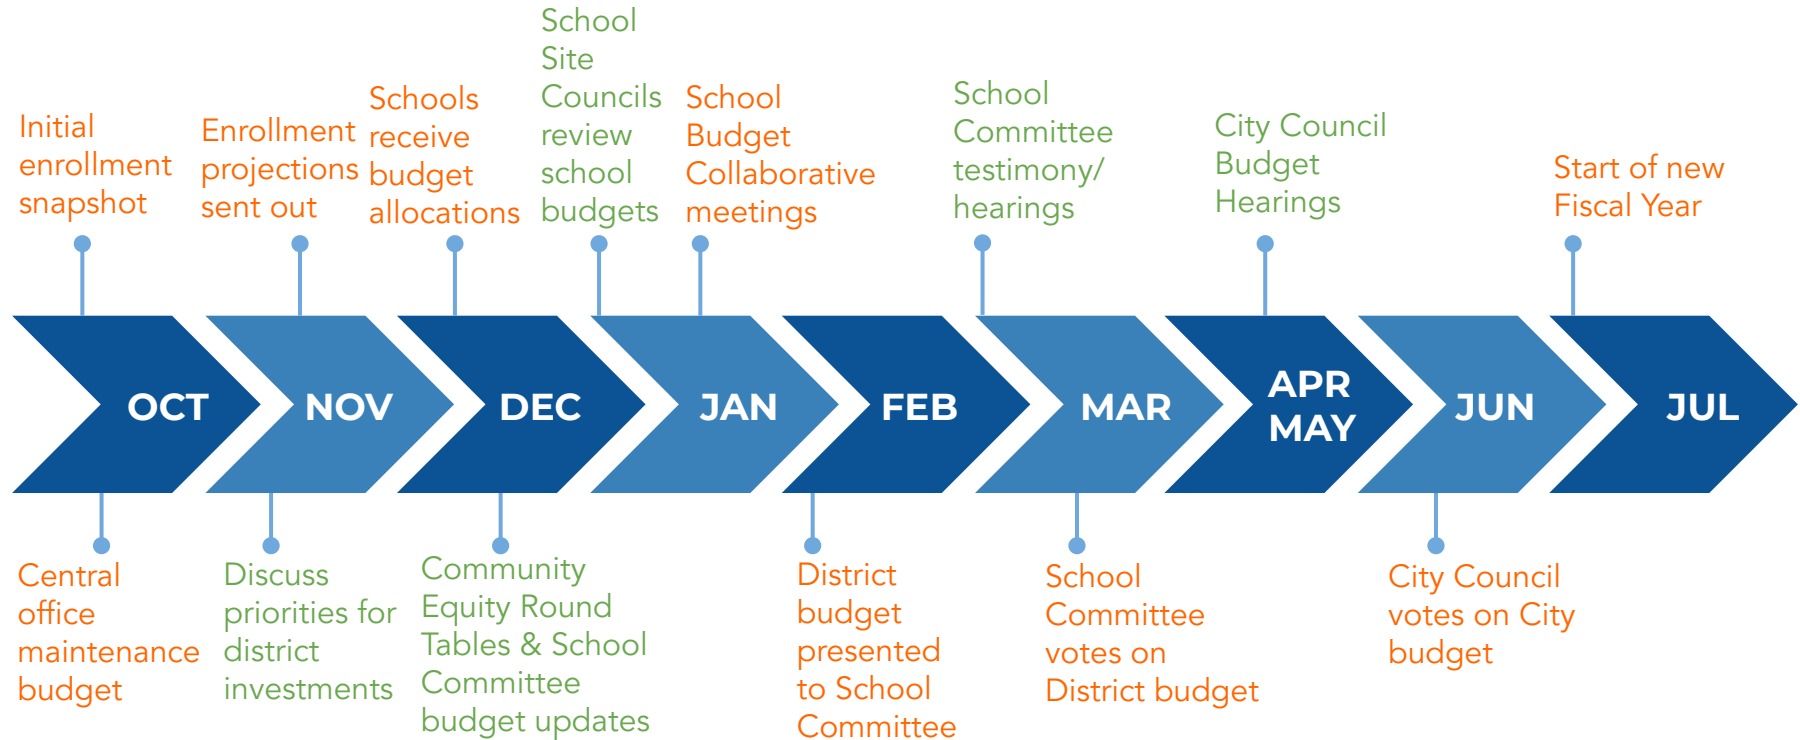 Initial
enrollment
snapshot
Enrollment
projections
sent out
Schools
receive
budget
allocations
School
Site
Councils
review
school
budgets
School
Budget
Collaborative
meetings
School
Committee
testimony/
hearings
City Council
Budget
Hearings
Start of new
Fiscal Year
OCT
NOV
DEC
JAN
FEB
MAR
APR
MAY
JUN
JUL
Central
office
maintenance
budget
Discuss
priorities for
district
investments
Community
Equity Round
Tables & School
Committee
budget updates
District
budget
presented
to School
Committee
School
Committee
votes on
District budget
City Council
votes on City
budget